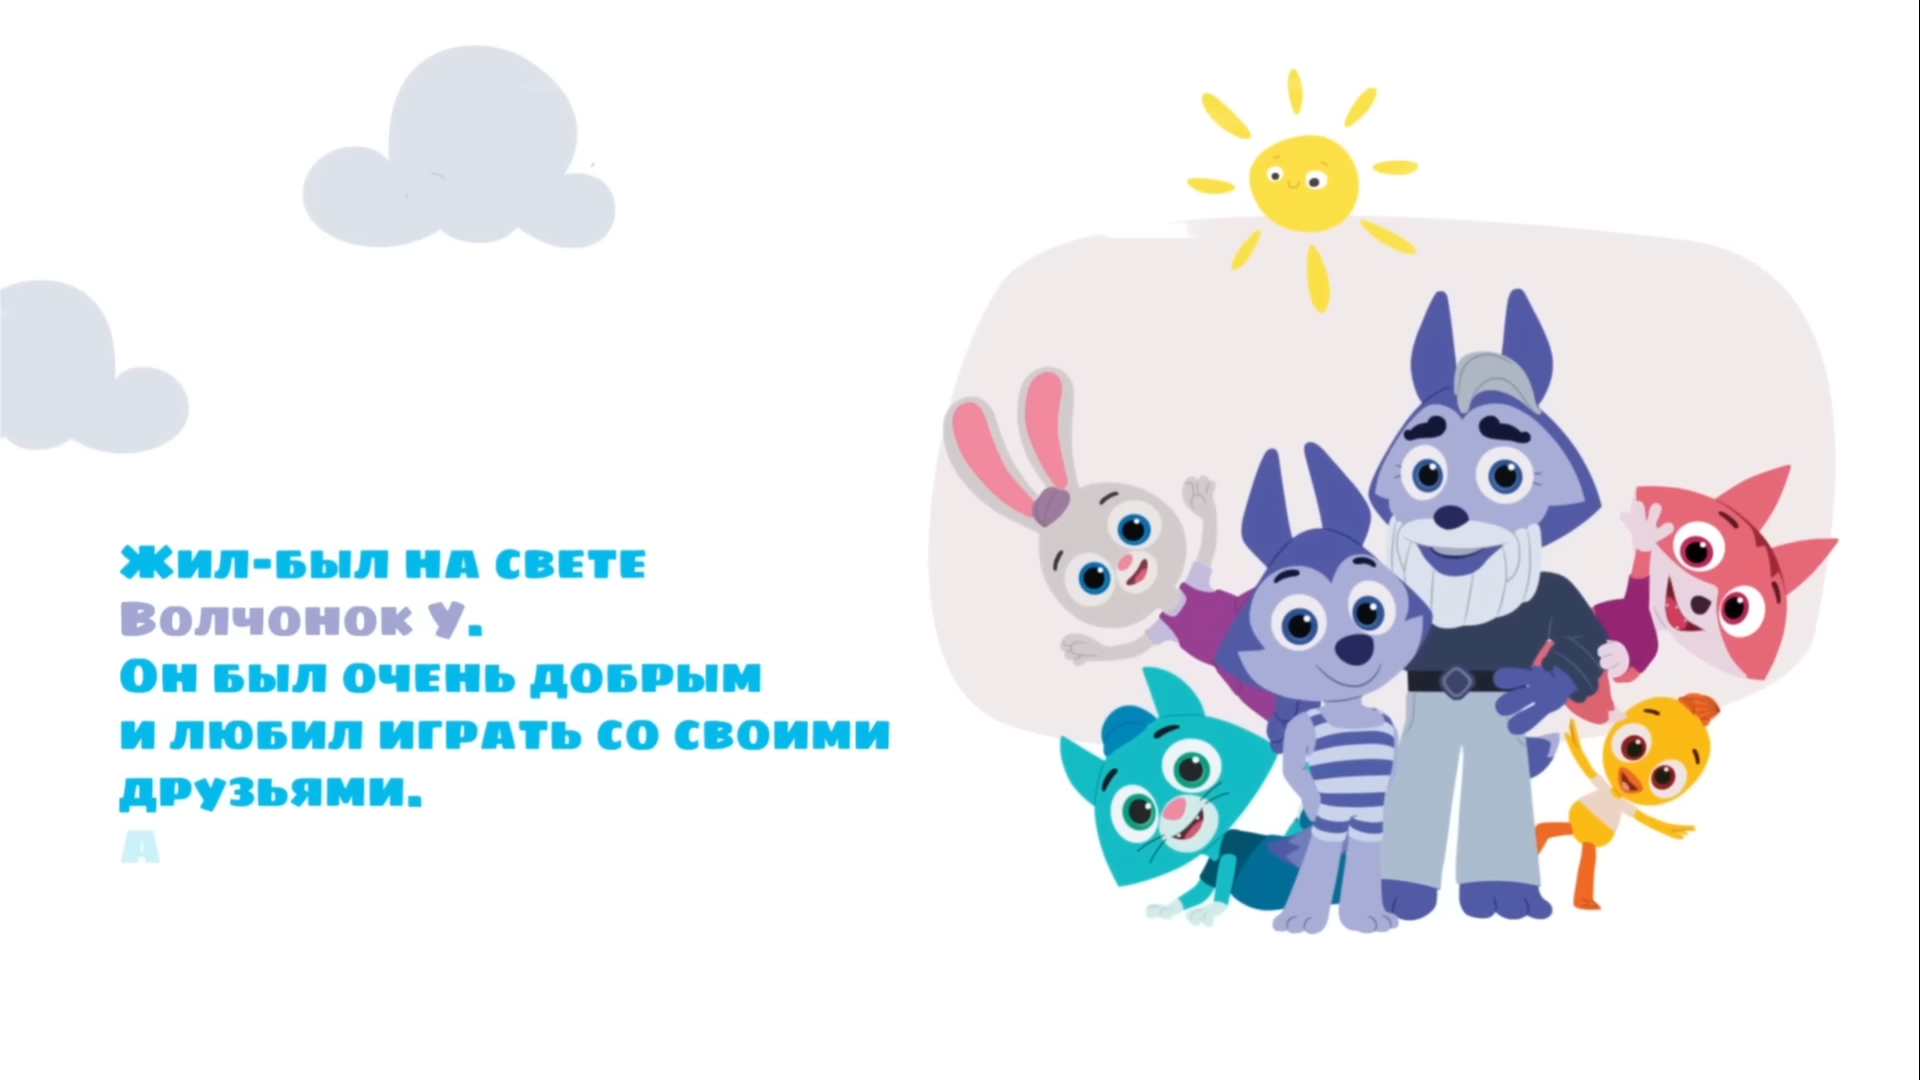 Жил-был на свете
Волчонок У.
Он был очень добрым
и любил играть со своими
друзьями.
А